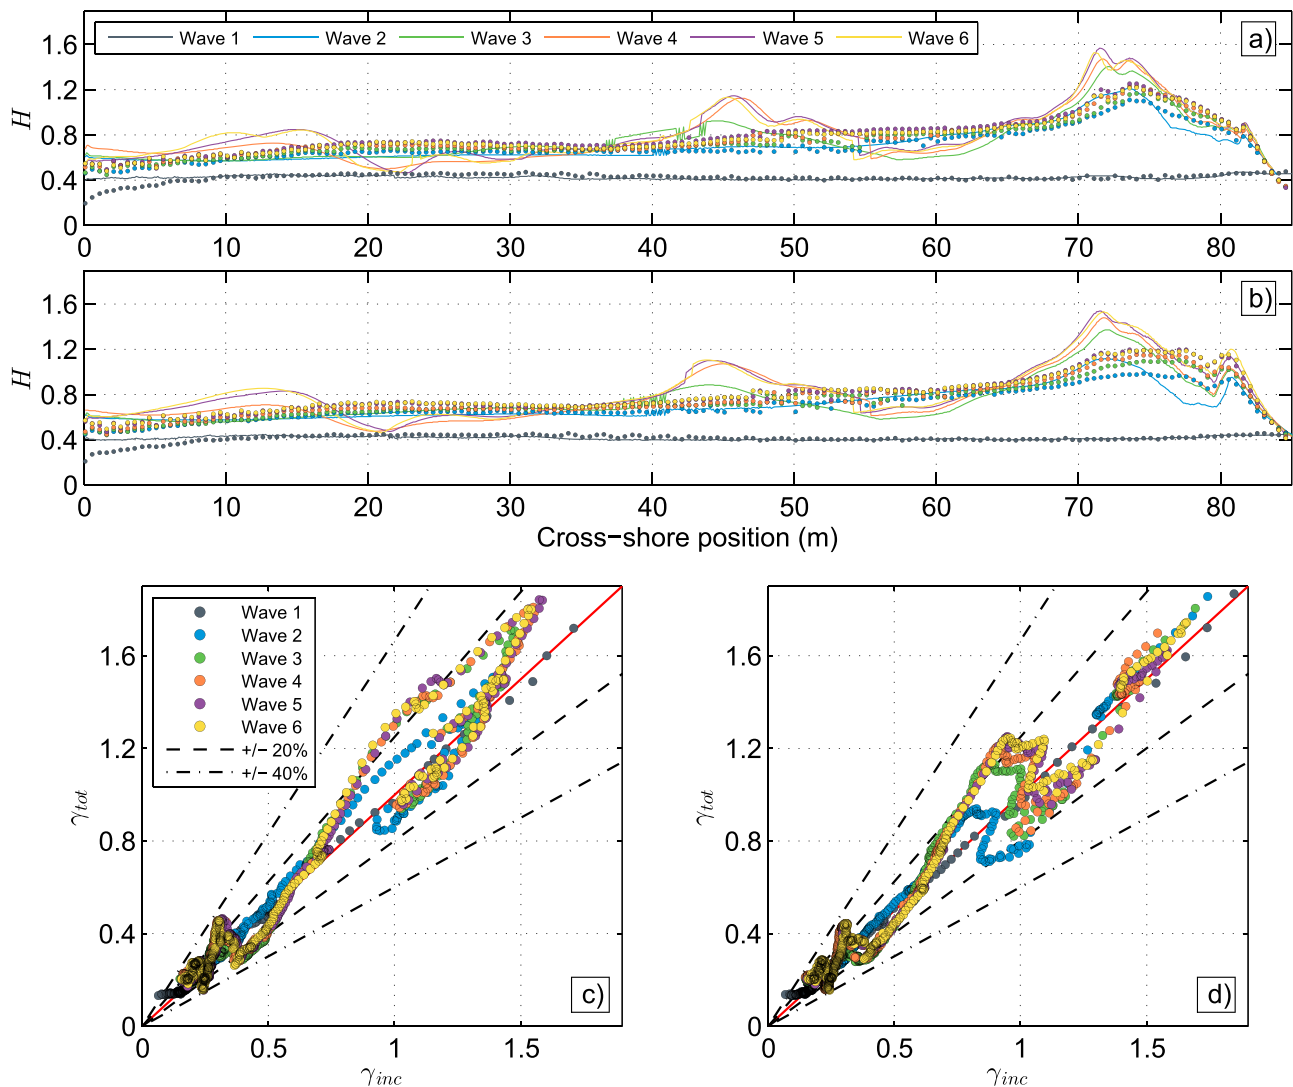 1.6
1.2
0.8
0.4
0
H
Wave 1 Wave 2 Wave 3 Wave 4 Wave 5 Wave 6
a)
0 10 20 30 40 50 60 70 80
1.6
1.2
0.8
0.4
0
H
b)
0 10 20 30 40 50 60 70 80
Cross−shore position (m)
Wave 1
Wave 2
Wave 3
Wave 4
Wave 5
Wave 6
+/− 20%
+/− 40%
1.6
1.2
0.8
0.4
0
γtot
c)
0 0.5 1 1.5
γinc
1.6
1.2
0.8
0.4
0
γtot
d)
0 0.5 1 1.5
γinc